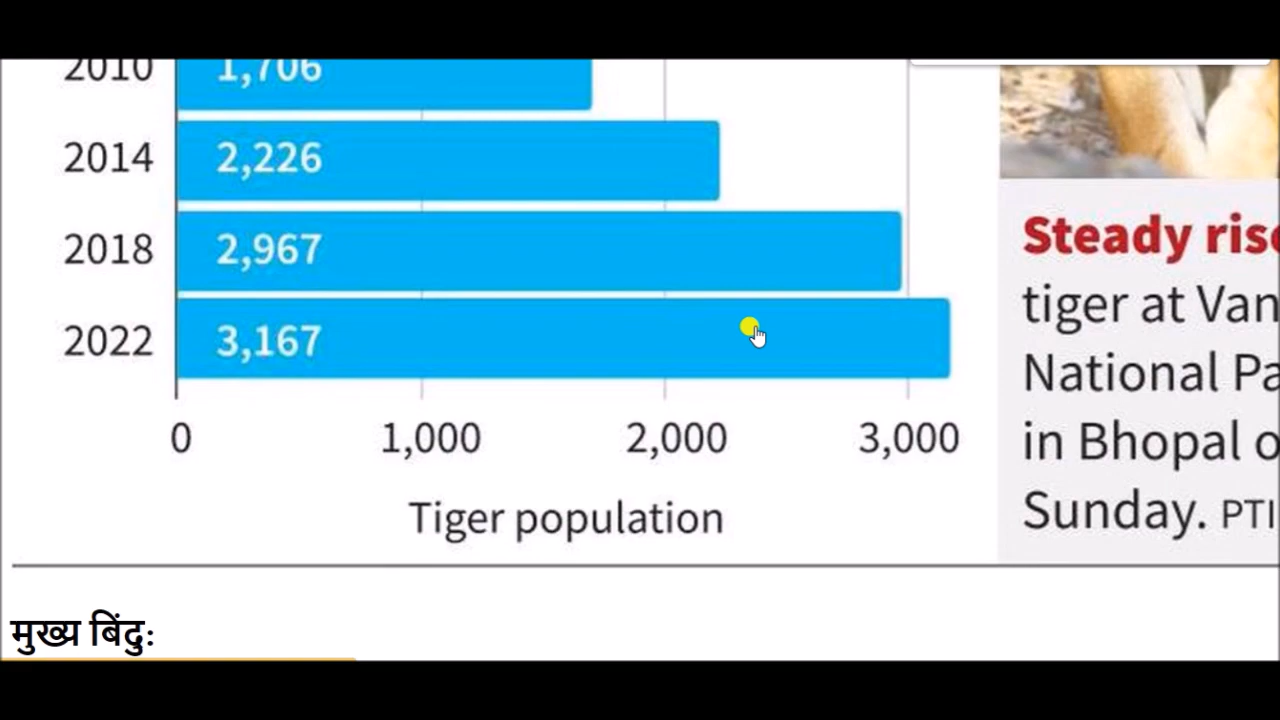 2010 1,706
2014 2,226
2018 2,967
2022 3,167
0 1,000 2,000 3,000
Tiger population
Steady rise
tiger at Van
National Pa
in Bhopal o
Sunday. PTI
मुख्य बिंदु: